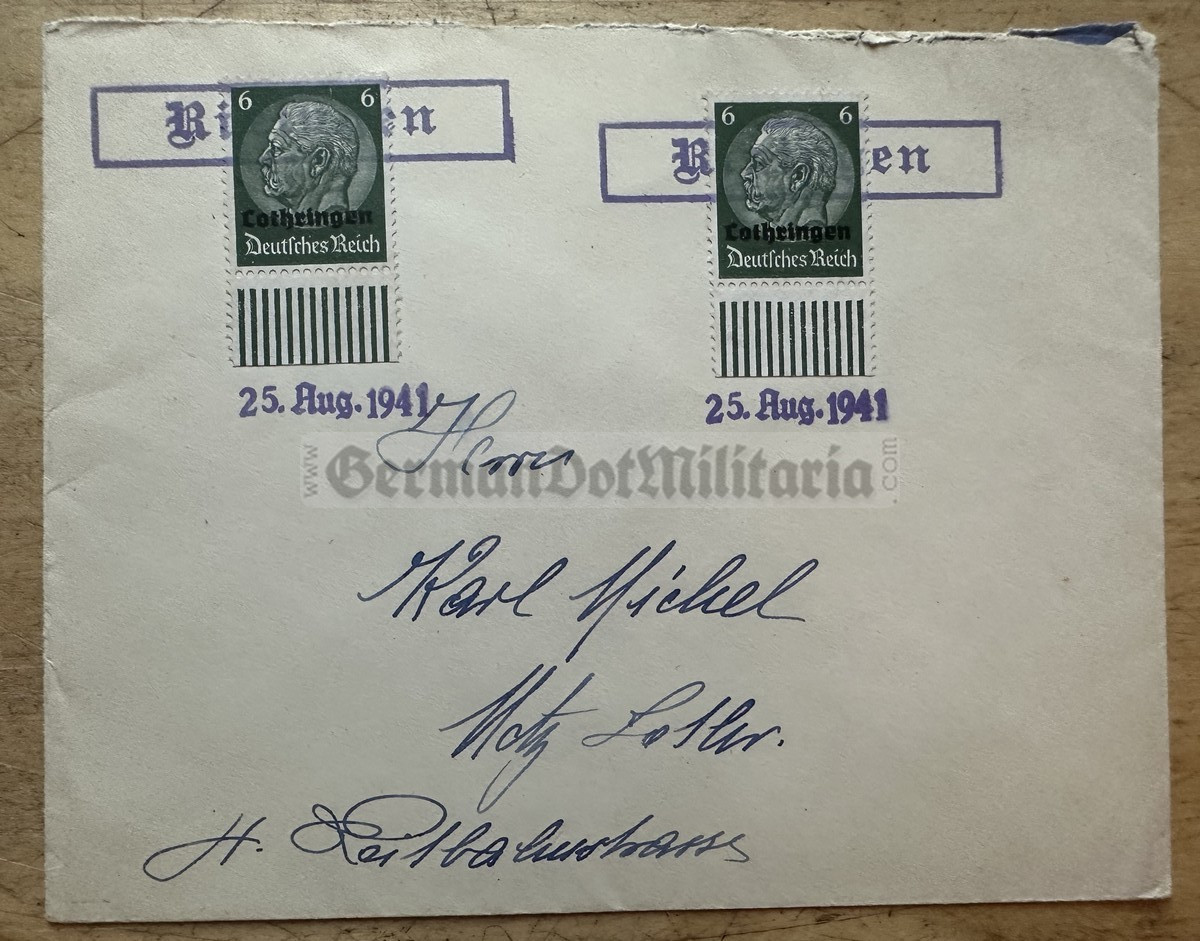 6 6
Lothringen
Deutsches Reich
25. Aug. 1941
6 6
Lothringen
Deutsches Reich
25. Aug. 1941
Herrn
www.GermanDotMilitaria.com
Karl Michel
Metz Lothr.
Reitbahnstrasse